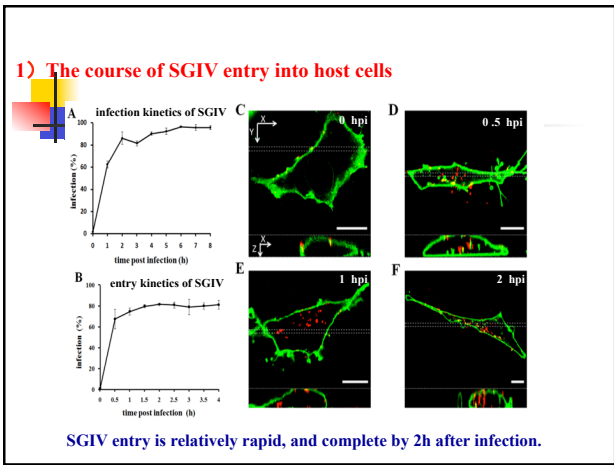 1）The course of SGIV entry into host cells
A infection kinetics of SGIV
infection (%)
100
80
60
40
20
0
0 1 2 3 4 5 6 7 8
time post infection (h)
B entry kinetics of SGIV
infection (%)
100
80
60
40
20
0
0 0,5 1 1,5 2 2,5 3 3,5 4
time post infection (h)
C
0 hpi
X
Y
X
Z
D
0 .5 hpi
E
1 hpi
F
2 hpi
SGIV entry is relatively rapid, and complete by 2h after infection.